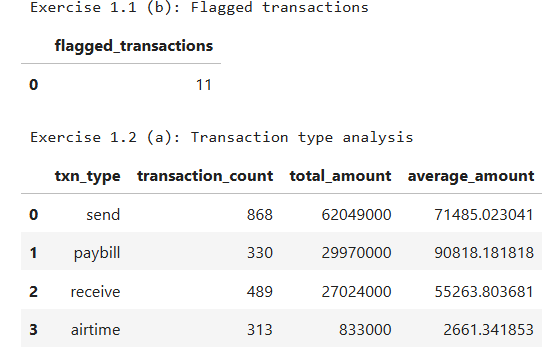 Exercise 1.1 (b): Flagged transactions
flagged_transactions
0 11
Exercise 1.2 (a): Transaction type analysis
txn_type transaction_count total_amount average_amount
0 send 868 62049000 71485.023041
1 paybill 330 29970000 90818.181818
2 receive 489 27024000 55263.803681
3 airtime 313 833000 2661.341853